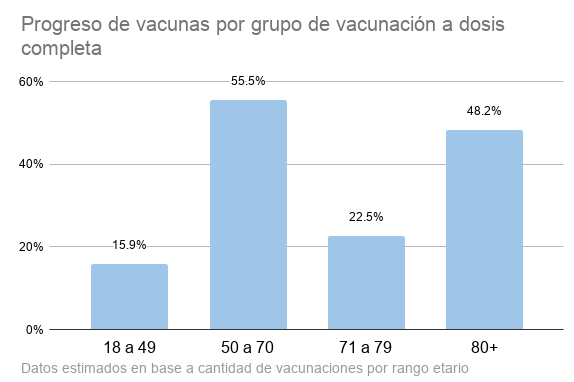 Progreso de vacunas por grupo de vacunación a dosis
completa
60%
55.5%
48.2%
40%
22.5%
20%
15.9%
0%
18 a 49 50 a 70 71 a 79 80+
Datos estimados en base a cantidad de vacunaciones por rango etario